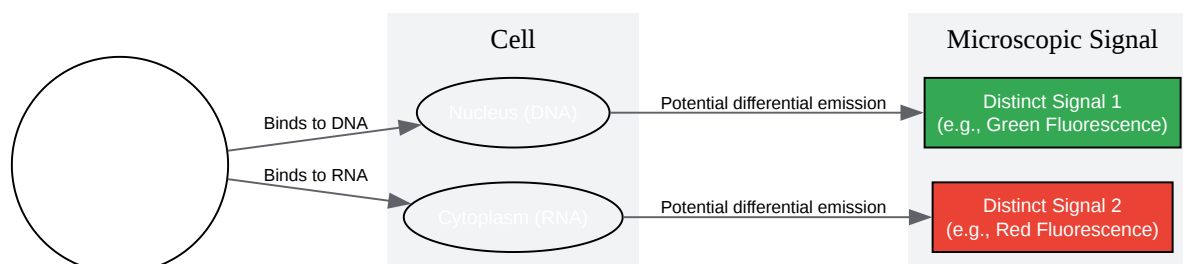 Cell
Microscopic Signal
Nucleus (DNA)
Potential differential emission
Distinct Signal 1
(e.g., Green Fluorescence)
Binds to DNA
Binds to RNA
Cytoplasm (RNA)
Potential differential emission
Distinct Signal 2
(e.g., Red Fluorescence)